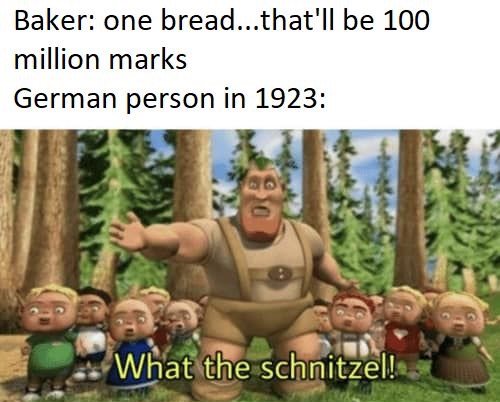 Baker: one bread...that'll be 100
million marks
German person in 1923:
What the schnitzel!